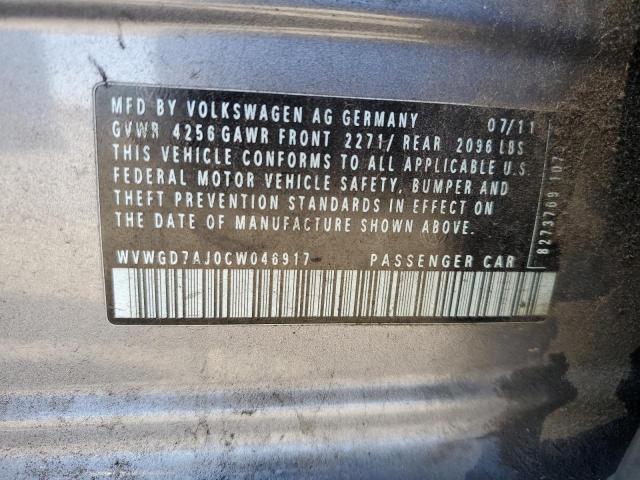 MFD BY VOLKSWAGEN AG GERMANY 07/11
GVWR 4256 GAWR FRONT 2271/ REAR 2096 LBS
THIS VEHICLE CONFORMS TO ALL APPLICABLE U.S
FEDERAL MOTOR VEHICLE SAFETY, BUMPER AND
THEFT PREVENTION STANDARDS IN EFFECT ON
THE DATE OF MANUFACTURE SHOWN ABOVE.
WVWGD7AJ0CW046917 PASSENGER CAR
8273769 107